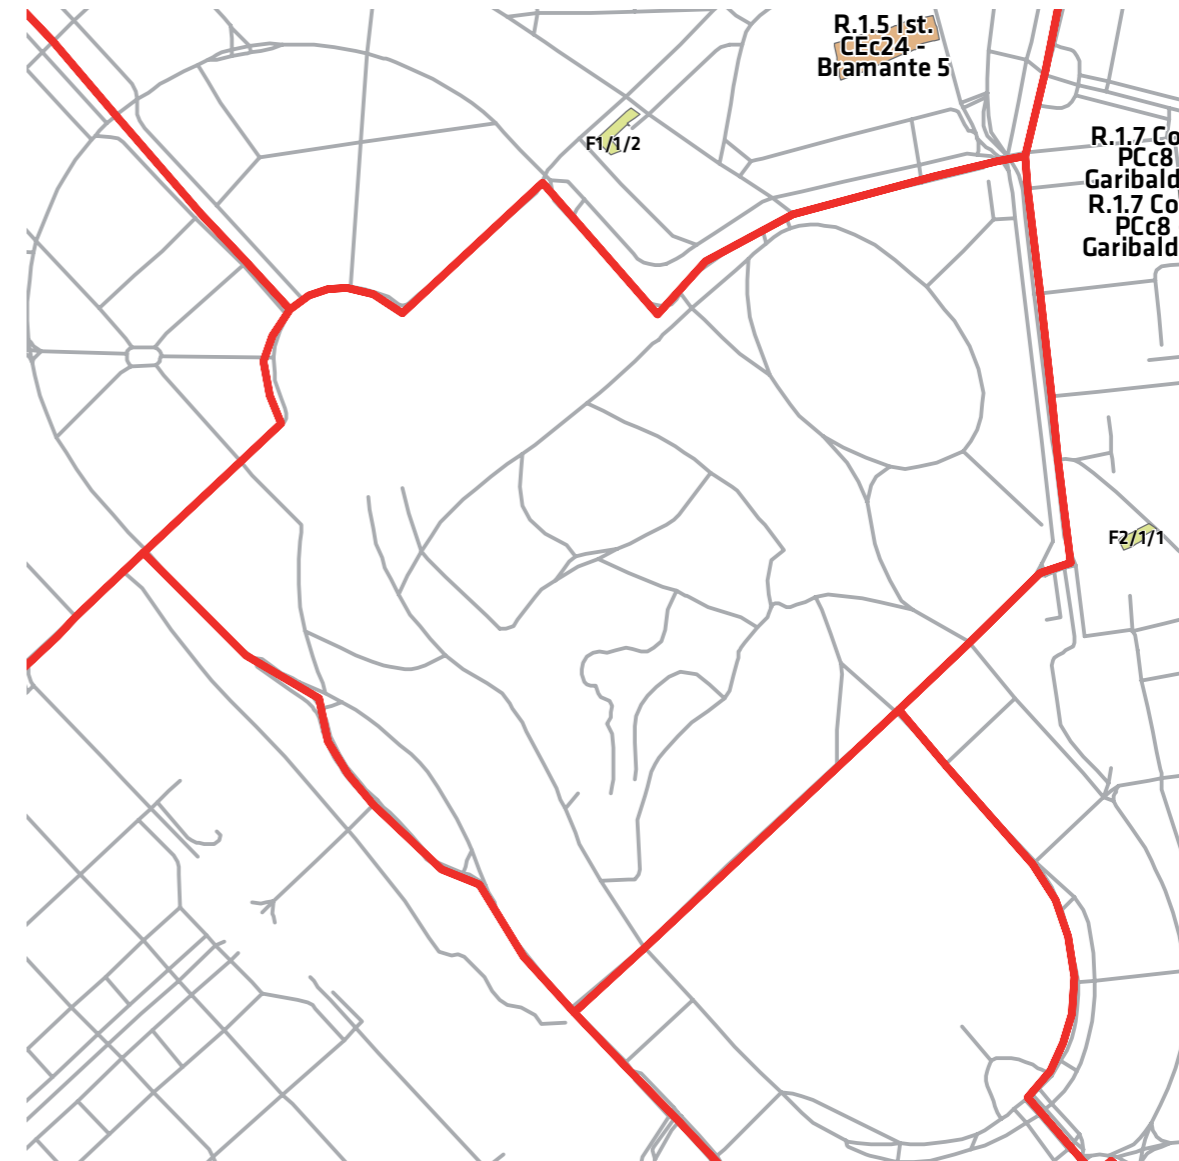 R.1.5 Ist.
CEc24 -
Bramante 5
F1/1/2
R.1.7 Co
PCc8
Garibald
R.1.7 Co
PCc8
Garibald
F2/1/1